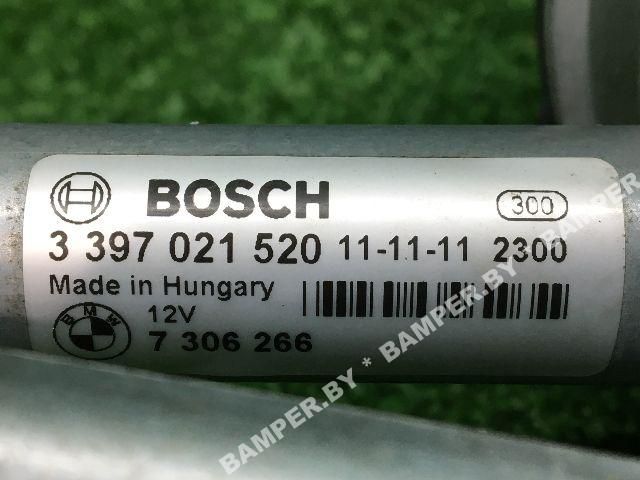 BOSCH
300
3 397 021 520 11-11-11 2300
Made in Hungary
12V
BMW
7 306 266
BAMPER.BY * BAMPER.BY * BAMPER.BY